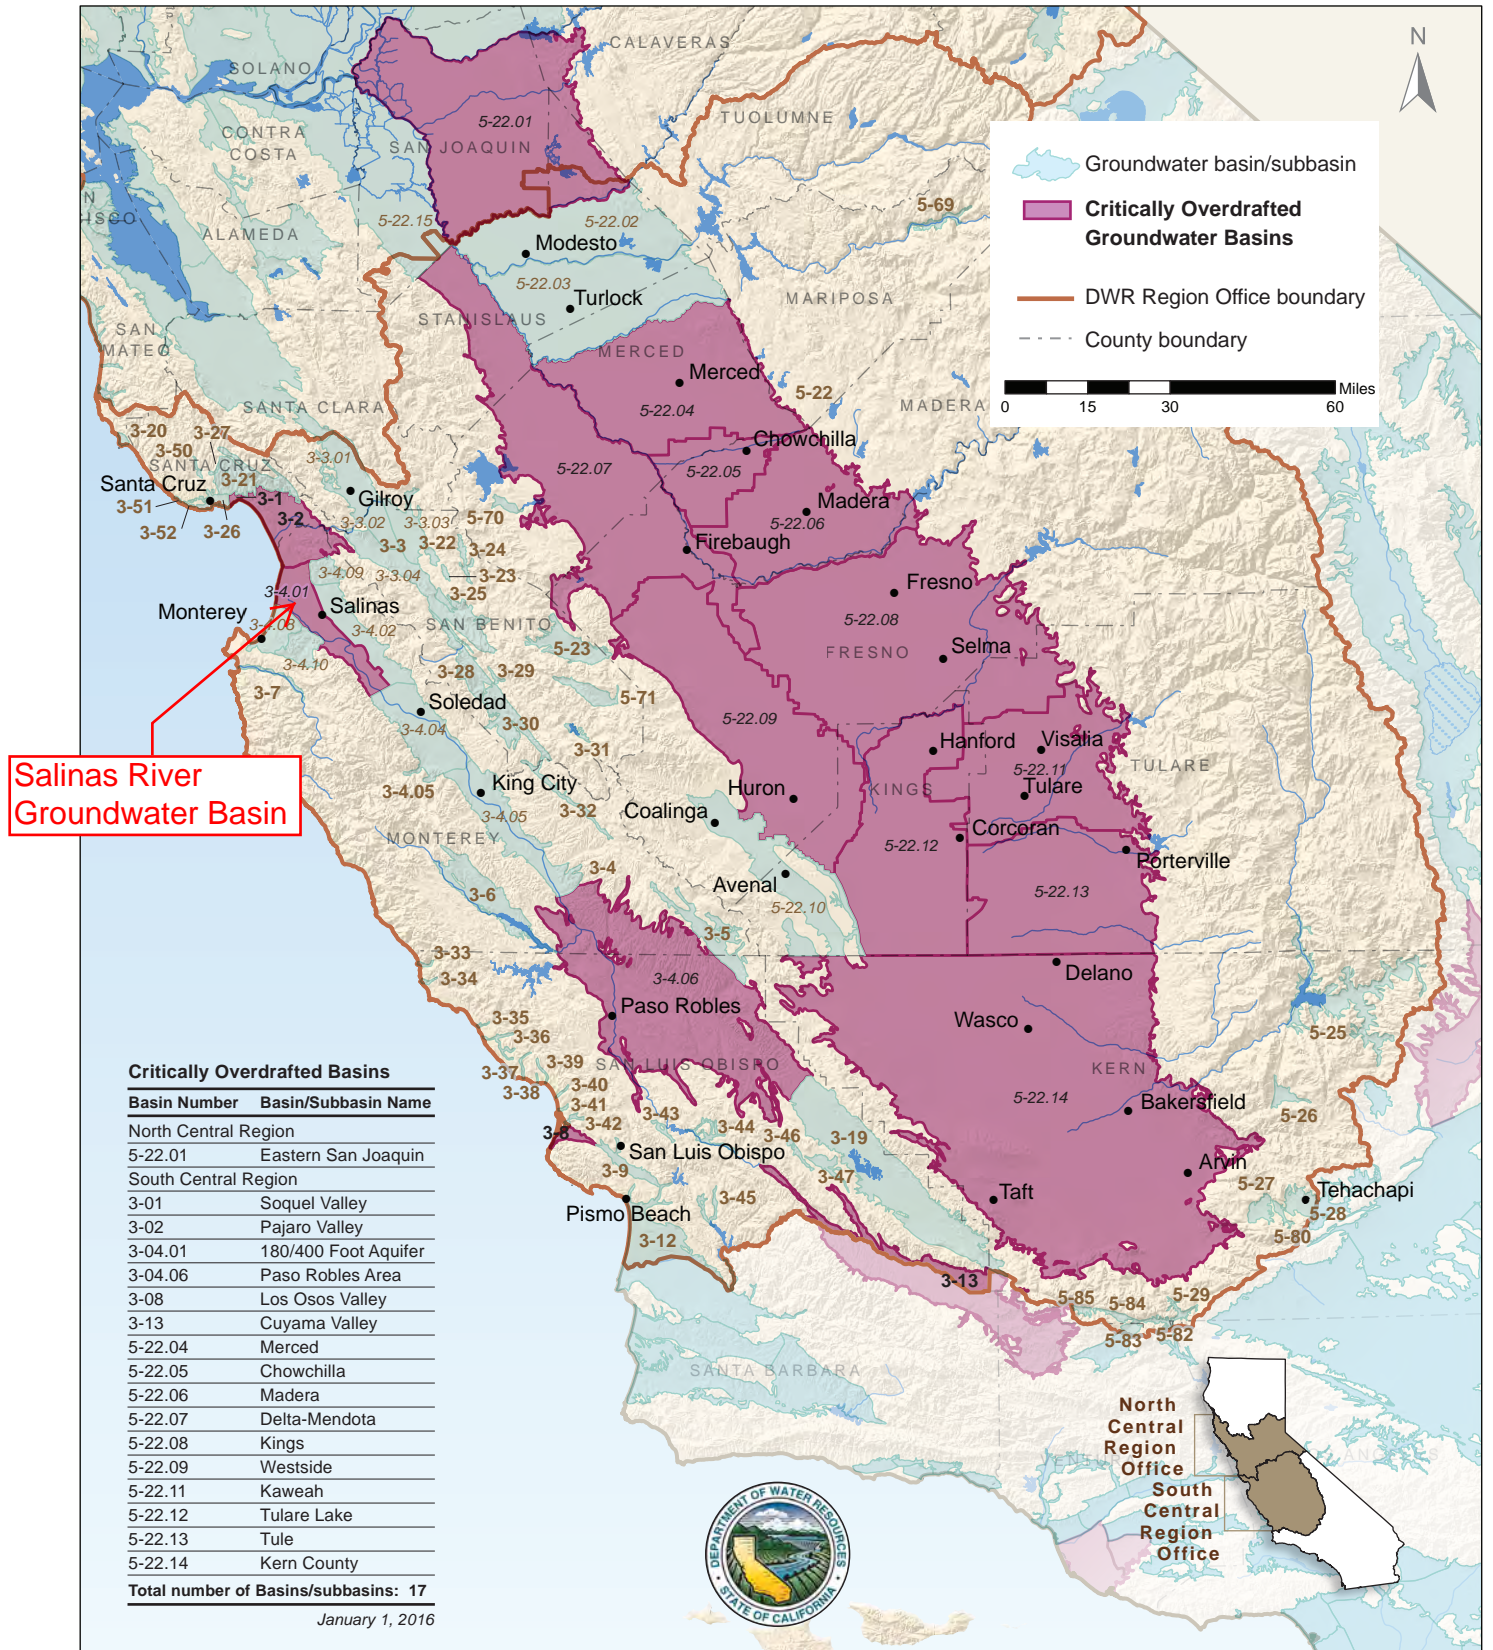 CALAVERAS
SOLANO
TUOLUMNE
CONTRA
COSTA
5-22.01
SAN JOAQUIN
N
Groundwater basin/subbasin
Critically Overdrafted
Groundwater Basins
DWR Region Office boundary
County boundary
Miles
0 15 30 60
N
ISCO
ALAMEDA
5-22.15
5-22.02
5-69
Modesto
5-22.03
Turlock
STANISLAUS
MARIPOSA
SAN
MATEO
MERCED
Merced
5-22.04
5-22
MADERA
SANTA CLARA
3-20
3-27
3-50
3-3.01
SANTA CRUZ
3-21
Santa Cruz
3-51
3-52
3-26
3-1
3-2
Gilroy
3-3.02
3-3.03
3-3
3-22
5-70
3-24
3-23
3-25
3-3.04
3-4.09
5-22.07
Chowchilla
5-22.05
Madera
5-22.06
Firebaugh
Fresno
5-22.08
FRESNO
Selma
3-4.01
Monterey
Salinas
3-4.08
3-4.02
SAN BENITO
3-4.10
3-7
3-28
3-29
5-23
5-71
Soledad
3-4.04
3-30
3-31
5-22.09
Hanford
Visalia
5-22.11
Tulare
TULARE
Salinas River
Groundwater Basin
King City
3-4.05
3-4.05
3-32
Huron
Coalinga
KINGS
Corcoran
5-22.12
Porterville
MONTEREY
3-4
3-6
Avenal
5-22.10
5-22.13
3-5
3-33
3-34
3-4.06
Delano
Paso Robles
Wasco
3-35
3-36
5-25
3-37
3-39
SAN LUIS OBISPO
3-38
3-40
3-41
3-42
3-43
3-44
3-46
3-19
KERN
5-22.14
Bakersfield
5-26
3-8
San Luis Obispo
3-9
3-47
3-45
Pismo Beach
3-12
Taft
Arvin
5-27
Tehachapi
5-28
5-80
3-13
5-85
5-84
5-29
5-83
5-82
SANTA BARBARA
Critically Overdrafted Basins
Basin Number Basin/Subbasin Name
North Central Region
5-22.01 Eastern San Joaquin
South Central Region
3-01 Soquel Valley
3-02 Pajaro Valley
3-04.01 180/400 Foot Aquifer
3-04.06 Paso Robles Area
3-08 Los Osos Valley
3-13 Cuyama Valley
5-22.04 Merced
5-22.05 Chowchilla
5-22.06 Madera
5-22.07 Delta-Mendota
5-22.08 Kings
5-22.09 Westside
5-22.11 Kaweah
5-22.12 Tulare Lake
5-22.13 Tule
5-22.14 Kern County
Total number of Basins/subbasins: 17
January 1, 2016
DEPARTMENT OF WATER RESOURCES
STATE OF CALIFORNIA
North
Central
Region
Office
South
Central
Region
Office